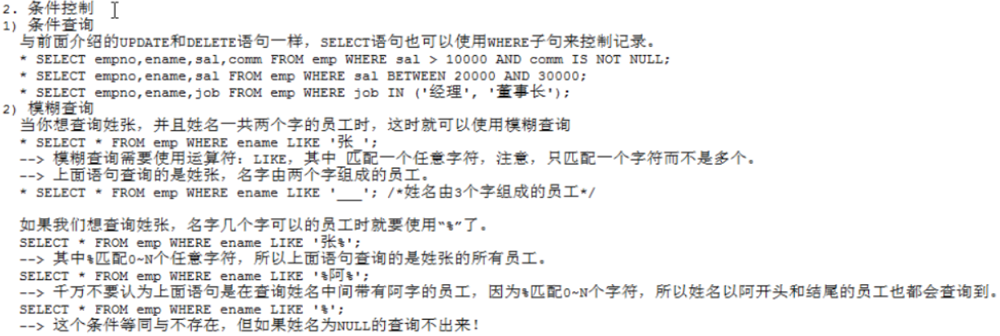 2. 条件控制
1) 条件查询
与前面介绍的UPDATE和DELETE语句一样，SELECT语句也可以使用WHERE子句来控制记录。
* SELECT empno,ename,sal,comm FROM emp WHERE sal > 10000 AND comm IS NOT NULL;
* SELECT empno,ename,sal FROM emp WHERE sal BETWEEN 20000 AND 30000;
* SELECT empno,ename,job FROM emp WHERE job IN ('经理', '董事长');
2) 模糊查询
当你想查询姓张，并且姓名一共两个字的员工时，这时就可以使用模糊查询
* SELECT * FROM emp WHERE ename LIKE '张_';
--> 模糊查询需要使用运算符：LIKE，其中_匹配一个任意字符，注意，只匹配一个字符而不是多个。
--> 上面语句查询的是姓张，名字由两个字组成的员工。
* SELECT * FROM emp WHERE ename LIKE '___'; /*姓名由3个字组成的员工*/
如果我们想查询姓张，名字几个字可以的员工时就要使用“%”了。
SELECT * FROM emp WHERE ename LIKE '张%';
--> 其中%匹配0~N个任意字符，所以上面语句查询的是姓张的所有员工。
SELECT * FROM emp WHERE ename LIKE '%阿%';
--> 千万不要认为上面语句是在查询姓名中间带有阿字的员工，因为%匹配0~N个字符，所以姓名以阿开头和结尾的员工也都会查询到。
SELECT * FROM emp WHERE ename LIKE '%';
--> 这个条件等同与不存在，但如果姓名为NULL的查询不出来！